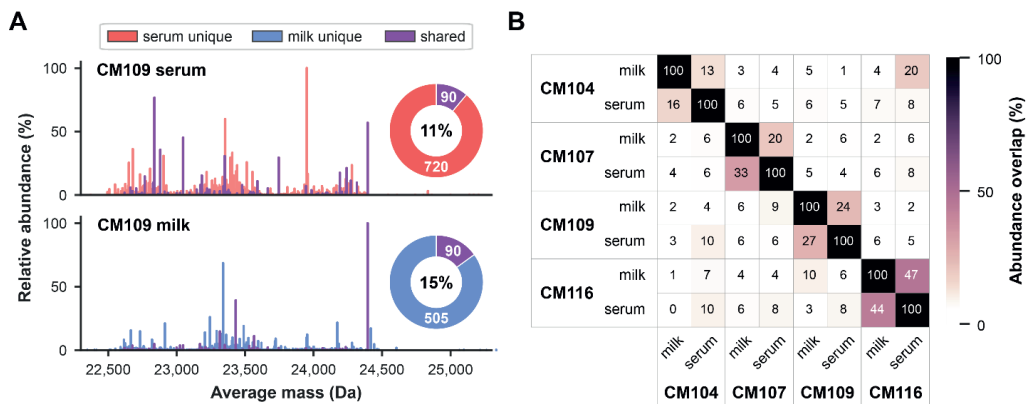 A
serum unique
milk unique
shared
CM109 serum
100
50
0
90
11%
720
CM109 milk
100
50
0
90
15%
505
Relative abundance (%)
22,500 23,000 23,500 24,000 24,500 25,000
Average mass (Da)
B
CM104
milk 100 13 3 4 5 1 4 20
serum 16 100 6 5 6 5 7 8
CM107
milk 2 6 100 20 2 6 2 6
serum 4 6 33 100 5 4 6 8
CM109
milk 2 4 6 9 100 24 3 2
serum 3 10 6 6 27 100 6 5
CM116
milk 1 7 4 4 10 6 100 47
serum 0 10 6 8 3 8 44 100
milk serum milk serum milk serum milk serum
CM104 CM107 CM109 CM116
100
50
0
Abundance overlap (%)